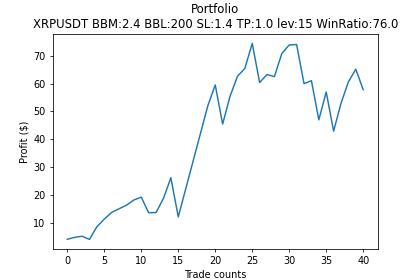 Portfolio
XRPUSDT BBM:2.4 BBL:200 SL:1.4 TP:1.0 lev:15 WinRatio:76.0
70
60
50
40
30
20
10
Profit ($)
0 5 10 15 20 25 30 35 40
Trade counts